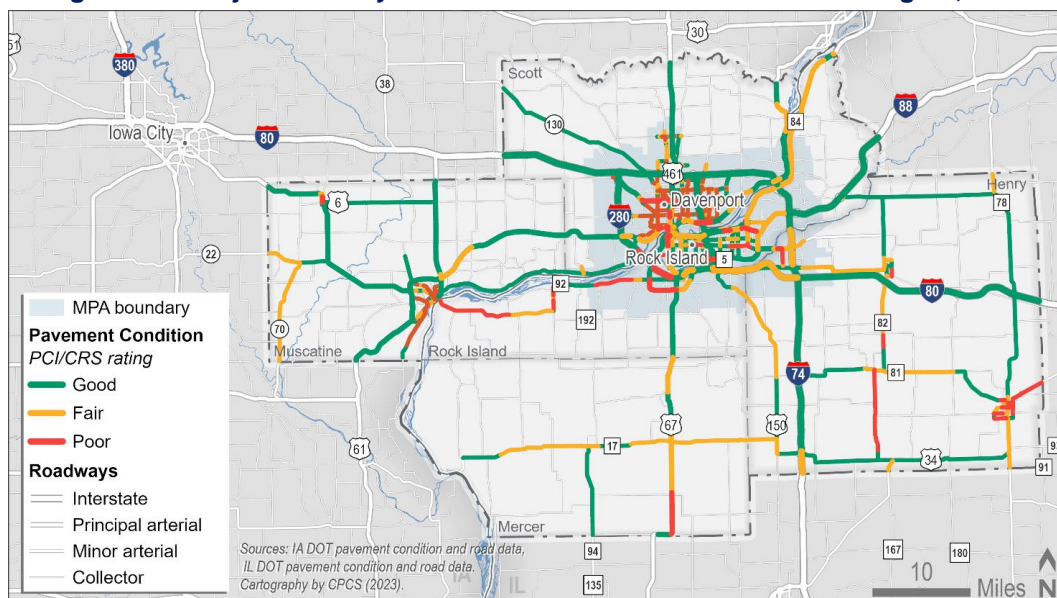 30
380
38
88
Scott
Iowa City
80
130
84
461
Henry
6
Davenport
78
280
22
Rock Island
5
92
80
MPA boundary
82
192
70
Pavement Condition
PCI/CRS rating
Muscatine
Rock Island
81
74
Good
Fair
67
150
Poor
61
17
34
91
Roadways
Interstate
Principal arterial
Mercer
Minor arterial
Sources: IA DOT pavement condition and road data,
IL DOT pavement condition and road data.
Cartography by CPCS (2023).
94
167
180
Collector
IA
IL
135
10
Miles
N